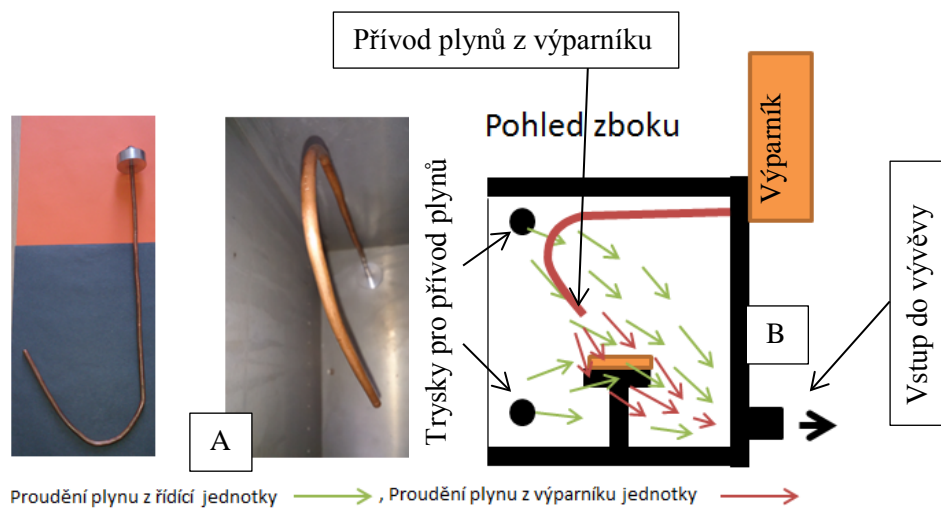 Přívod plynů z výparníku
Pohled zboku
Výparník
Trysky pro přívod plynů
Vstup do vývěvy
A
B
Proudění plynu z řídící jednotky , Proudění plynu z výparníku jednotky